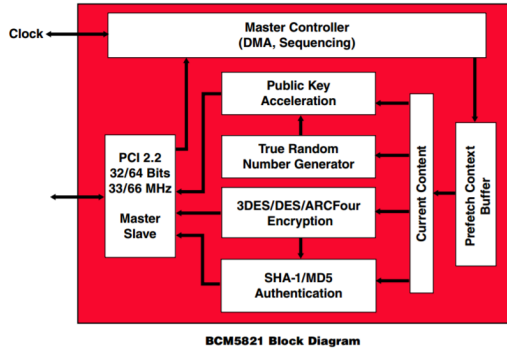 Clock
Master Controller
(DMA, Sequencing)
Public Key
Acceleration
True Random
Number Generator
PCI 2.2
32/64 Bits
33/66 MHz
Master
Slave
3DES/DES/ARCFour
Encryption
SHA-1/MD5
Authentication
Current Content
Prefetch Context
Buffer
BCM5821 Block Diagram